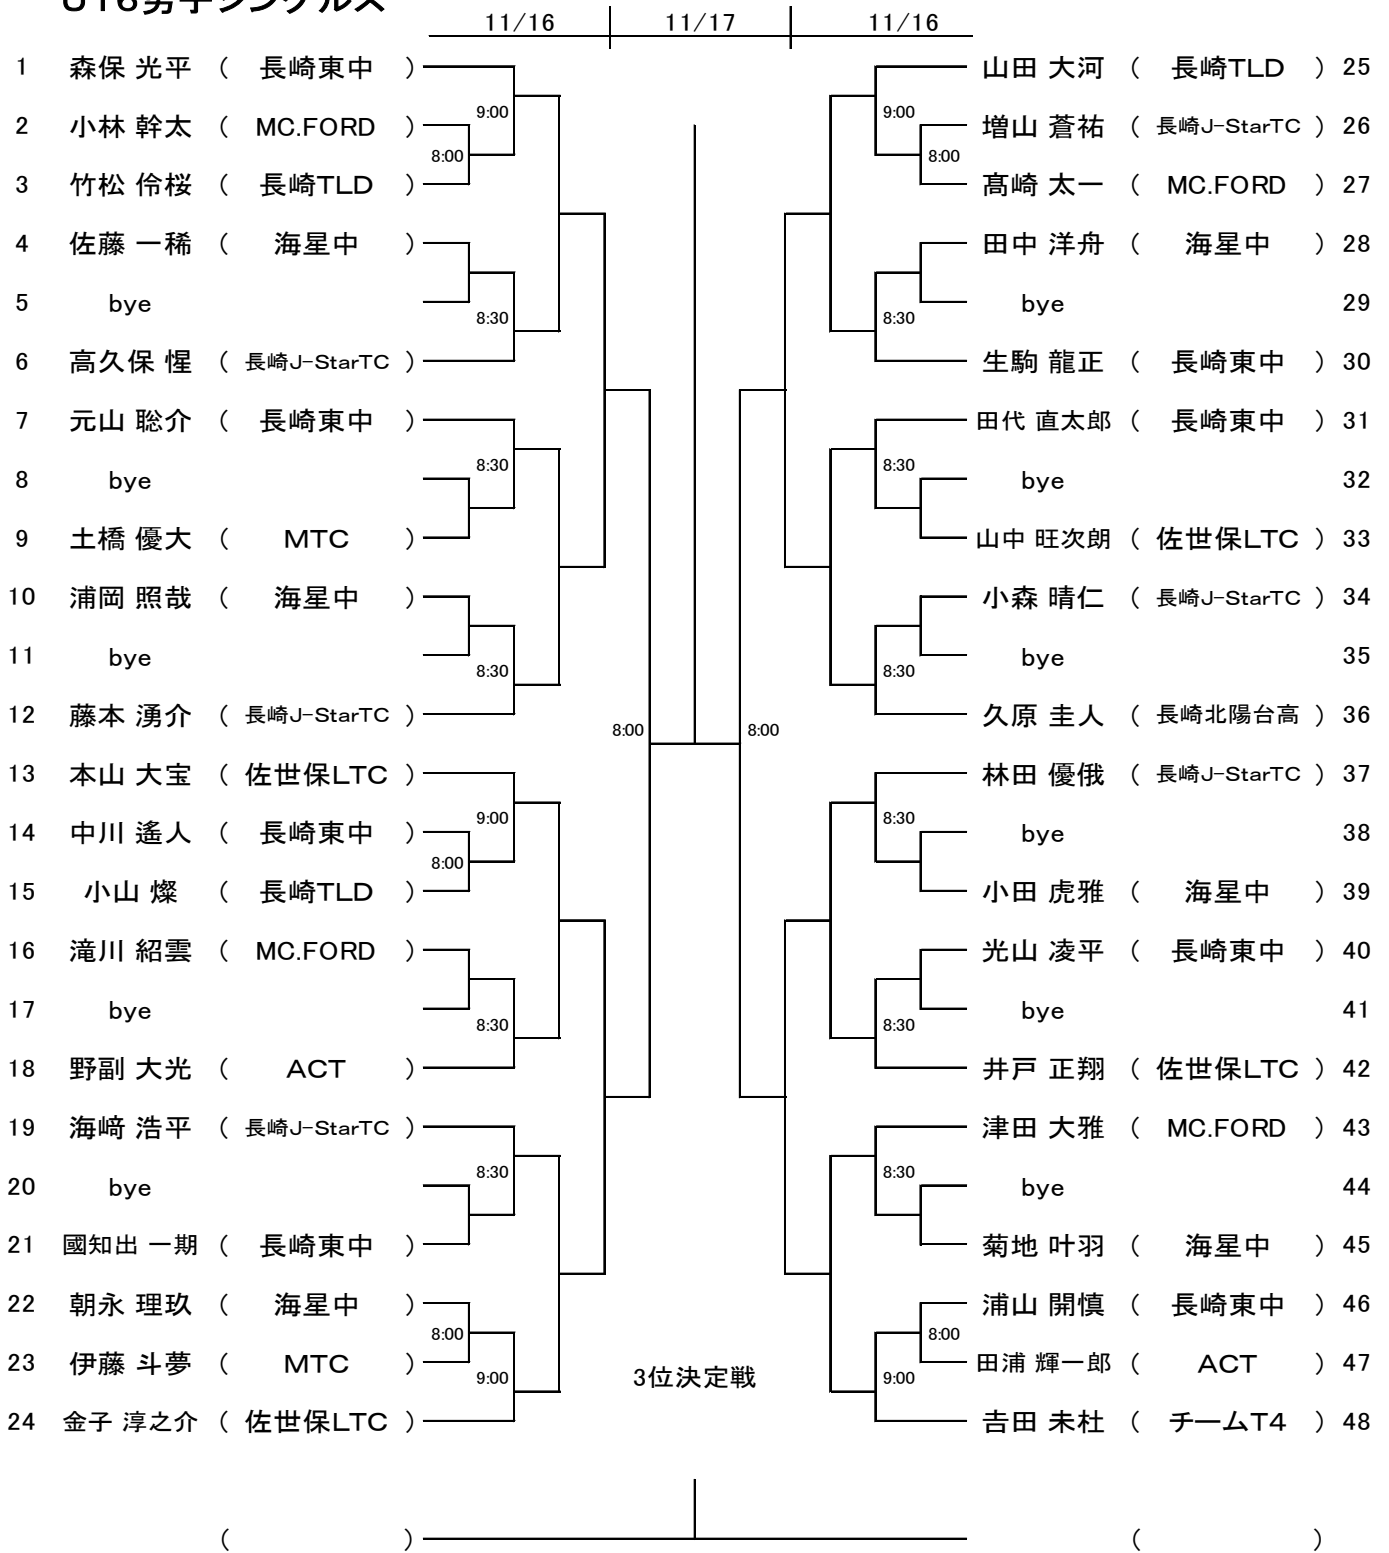 U16男子シングルス
11/16 11/17 11/16
1 森保 光平 ( 長崎東中 ) 山田 大河 ( 長崎TLD ) 25
9:00 9:00
2 小林 幹太 ( MC.FORD ) 増山 蒼祐 ( 長崎J-StarTC ) 26
8:00 8:00
3 竹松 伶桜 ( 長崎TLD ) 髙崎 太一 ( MC.FORD ) 27
4 佐藤 一稀 ( 海星中 ) 田中 洋舟 ( 海星中 ) 28
5 bye bye 29
8:30 8:30
6 高久保 惺 ( 長崎J-StarTC ) 生駒 龍正 ( 長崎東中 ) 30
7 元山 聡介 ( 長崎東中 ) 田代 直太郎 ( 長崎東中 ) 31
8:30 8:30
8 bye bye 32
9 土橋 優大 ( MTC ) 山中 旺次朗 ( 佐世保LTC ) 33
10 浦岡 照哉 ( 海星中 ) 小森 晴仁 ( 長崎J-StarTC ) 34
11 bye bye 35
8:30 8:30
12 藤本 湧介 ( 長崎J-StarTC ) 久原 圭人 ( 長崎北陽台高 ) 36
8:00 8:00
13 本山 大宝 ( 佐世保LTC ) 林田 優俄 ( 長崎J-StarTC ) 37
9:00 8:30
14 中川 遙人 ( 長崎東中 ) bye 38
8:00
15 小山 燦 ( 長崎TLD ) 小田 虎雅 ( 海星中 ) 39
16 滝川 紹雲 ( MC.FORD ) 光山 凌平 ( 長崎東中 ) 40
17 bye bye 41
8:30 8:30
18 野副 大光 ( ACT ) 井戸 正翔 ( 佐世保LTC ) 42
19 海﨑 浩平 ( 長崎J-StarTC ) 津田 大雅 ( MC.FORD ) 43
8:30 8:30
20 bye bye 44
21 國知出 一期 ( 長崎東中 ) 菊地 叶羽 ( 海星中 ) 45
22 朝永 理玖 ( 海星中 ) 浦山 開慎 ( 長崎東中 ) 46
8:00 8:00
23 伊藤 斗夢 ( MTC ) 田浦 輝一郎 ( ACT ) 47
9:00 3位決定戦 9:00
24 金子 淳之介 ( 佐世保LTC ) 𠮷田 未杜 ( チームT4 ) 48
( ) ( )